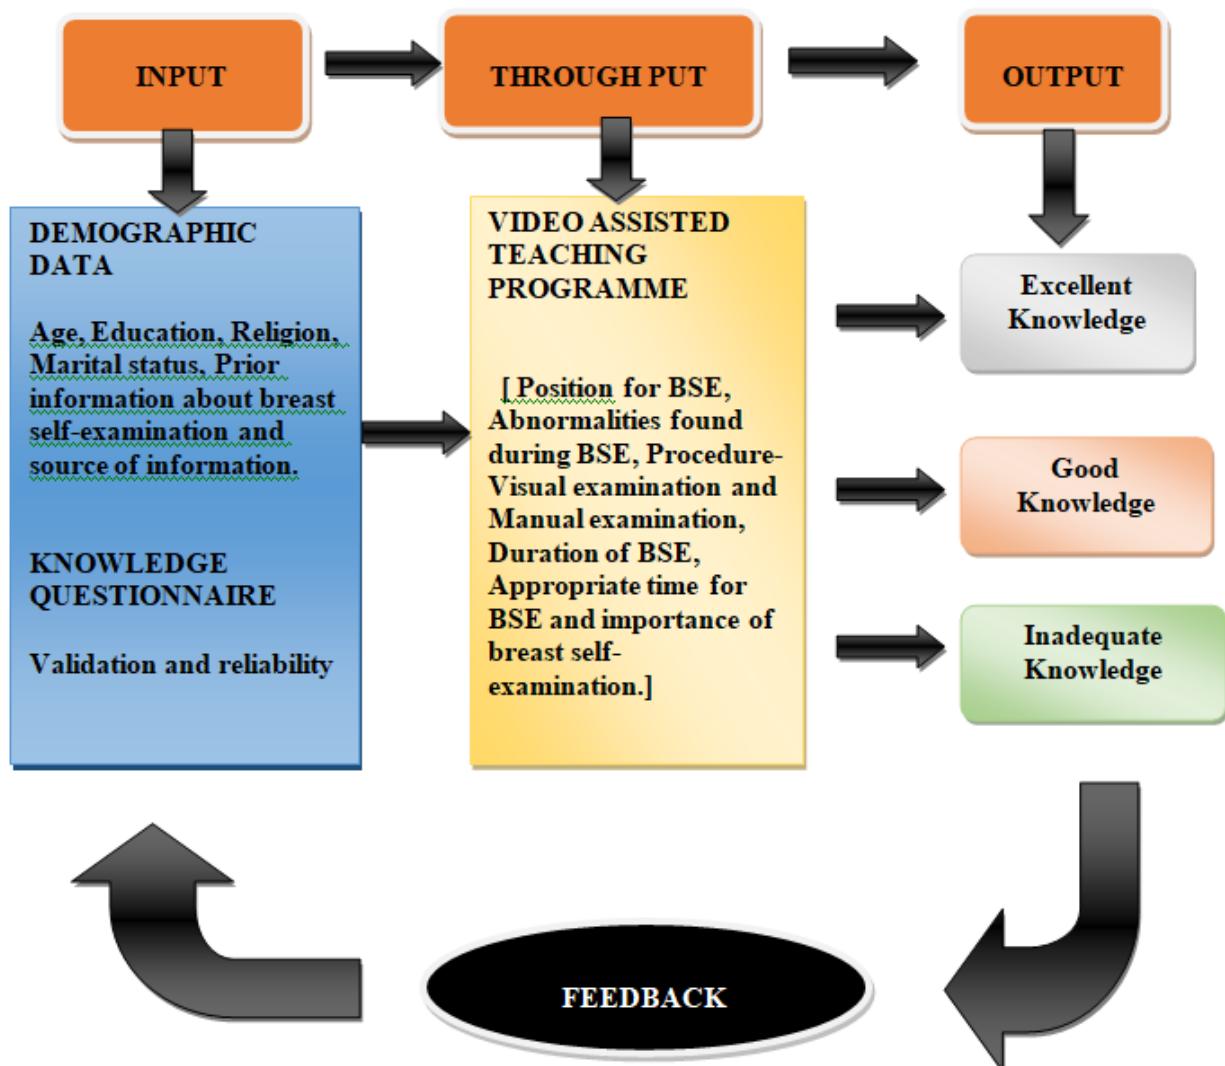 INPUT
THROUGH PUT
OUTPUT
DEMOGRAPHIC
DATA
Age, Education, Religion,
Marital status, Prior
information about breast
self-examination and
source of information.
KNOWLEDGE
QUESTIONNAIRE
Validation and reliability
VIDEO ASSISTED
TEACHING
PROGRAMME
[ Position for BSE,
Abnormalities found
during BSE, Procedure-
Visual examination and
Manual examination,
Duration of BSE,
Appropriate time for
BSE and importance of
breast self-
examination.]
Excellent
Knowledge
Good
Knowledge
Inadequate
Knowledge
FEEDBACK